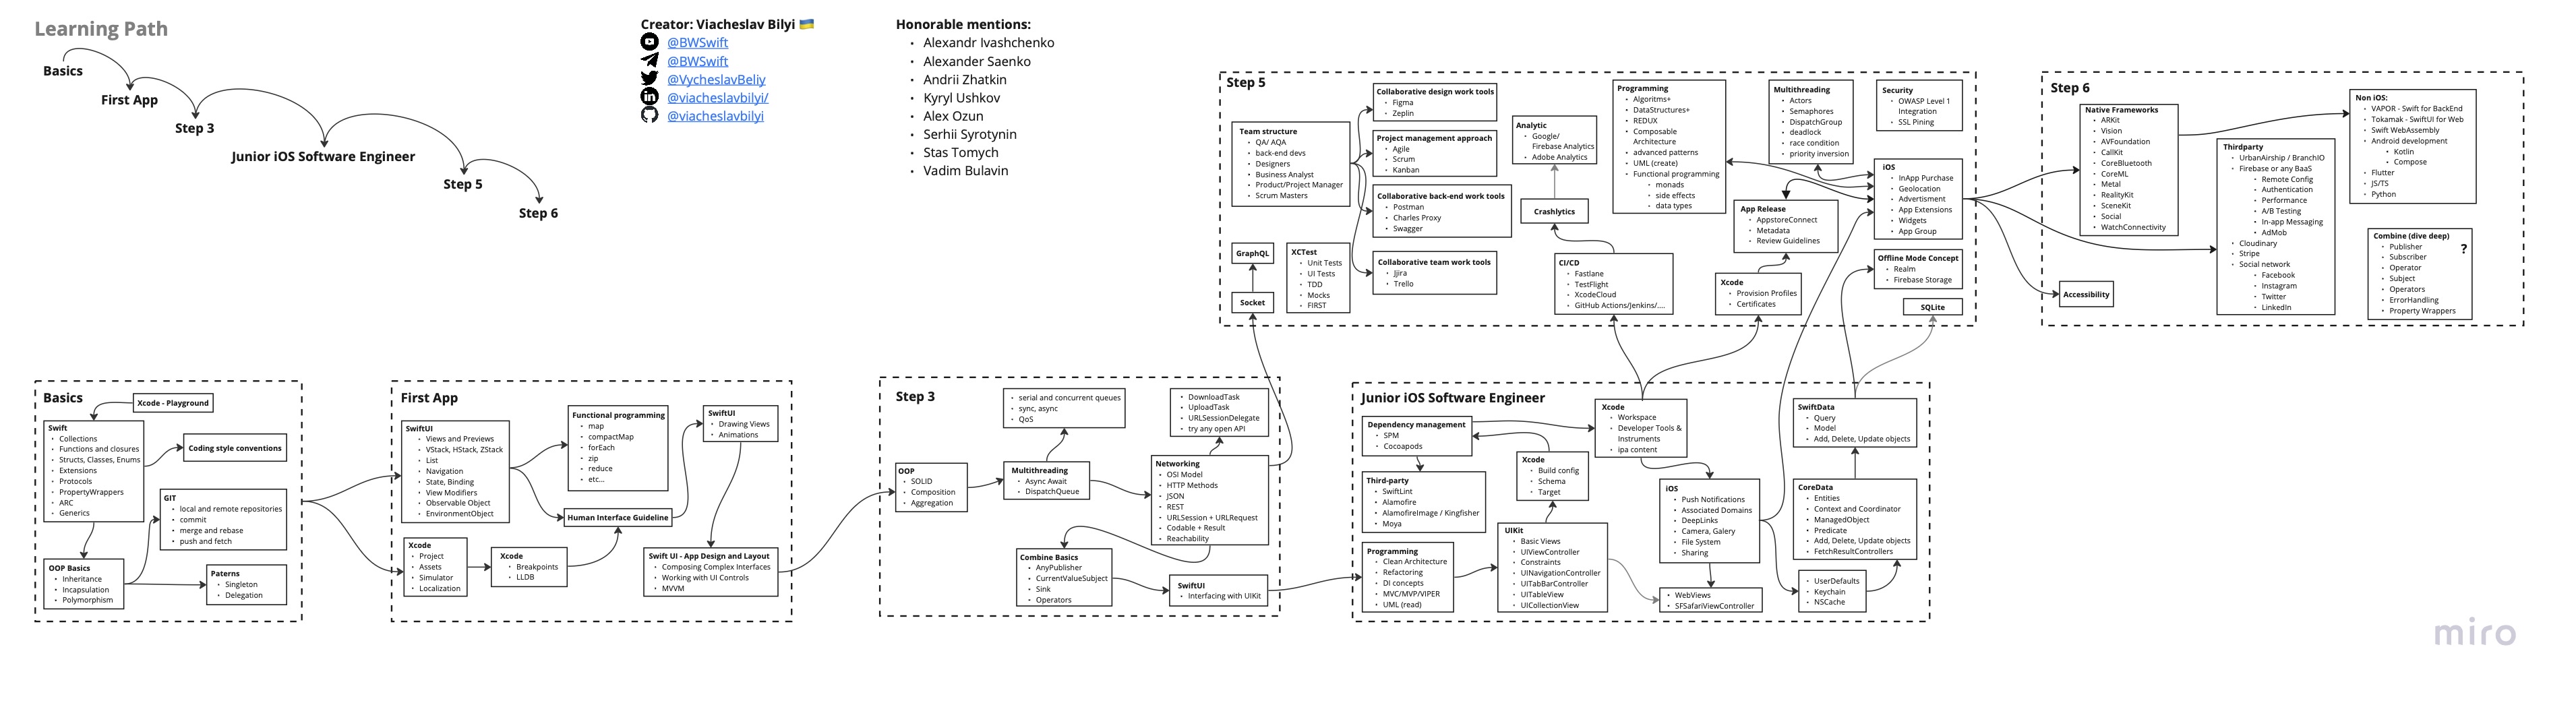 Learning Path
Basics
First App
Step 3
Junior iOS Software Engineer
Step 5
Step 6
Creator: Viacheslav Bilyi 🇺🇦
@BWSwift
@BWSwift
@VycheslavBeliy
@viacheslavbilyi/
@viacheslavbilyi
Honorable mentions:
• Alexandr Ivashchenko
• Alexander Saenko
• Andrii Zhatkin
• Kyryl Ushkov
• Alex Ozun
• Serhii Syrotynin
• Stas Tomych
• Vadim Bulavin
Basics
Xcode - Playground
Swift
• Collections
• Functions and closures
• Structs, Classes, Enums
• Extensions
• Protocols
• PropertyWrappers
• ARC
• Generics
Coding style conventions
GIT
• local and remote repositories
• commit
• merge and rebase
• push and fetch
OOP Basics
• Inheritance
• Incapsulation
• Polymorphism
Paterns
• Singleton
• Delegation
First App
SwiftUI
• Views and Previews
• VStack, HStack, ZStack
• List
• Navigation
• State, Binding
• View Modifiers
• Observable Object
• EnvironmentObject
Functional programming
• map
• compactMap
• forEach
• zip
• reduce
• etc...
SwiftUI
• Drawing Views
• Animations
Human Interface Guideline
Xcode
• Project
• Assets
• Simulator
• Localization
Xcode
• Breakpoints
• LLDB
Swift UI - App Design and Layout
• Composing Complex Interfaces
• Working with UI Controls
• MVVM
Step 3
• serial and concurrent queues
• sync, async
• QoS
• DownloadTask
• UploadTask
• URLSessionDelegate
• try any open API
OOP
• SOLID
• Composition
• Aggregation
Multithreading
• Async Await
• DispatchQueue
Networking
• OSI Model
• HTTP Methods
• JSON
• REST
• URLSession + URLRequest
• Codable + Result
• Reachability
Combine Basics
• AnyPublisher
• CurrentValueSubject
• Sink
• Operators
SwiftUI
• Interfacing with UIKit
Junior iOS Software Engineer
Dependency management
• SPM
• Cocoapods
Third-party
• SwiftLint
• Alamofire
• AlamofireImage / Kingfisher
• Moya
Programming
• Clean Architecture
• Refactoring
• DI concepts
• MVC/MVP/VIPER
• UML (read)
Xcode
• Build config
• Schema
• Target
UIKit
• Basic Views
• UIViewController
• Constraints
• UINavigationController
• UITabBarController
• UITableView
• UICollectionView
Xcode
• Workspace
• Developer Tools &
Instruments
• ipa content
iOS
• Push Notifications
• Associated Domains
• DeepLinks
• Camera, Galery
• File System
• Sharing
• WebViews
• SFSafariViewController
SwiftData
• Query
• Model
• Add, Delete, Update objects
CoreData
• Entities
• Context and Coordinator
• ManagedObject
• Predicate
• Add, Delete, Update objects
• FetchResultControllers
• UserDefaults
• Keychain
• NSCache
Step 5
Team structure
• QA/ AQA
• back-end devs
• Designers
• Business Analyst
• Product/Project Manager
• Scrum Masters
Collaborative design work tools
• Figma
• Zeplin
Project management approach
• Agile
• Scrum
• Kanban
Collaborative back-end work tools
• Postman
• Charles Proxy
• Swagger
Collaborative team work tools
• Jjira
• Trello
GraphQL
Socket
XCTest
• Unit Tests
• UI Tests
• TDD
• Mocks
• FIRST
Analytic
• Google/
Firebase Analytics
• Adobe Analytics
Crashlytics
CI/CD
• Fastlane
• TestFlight
• XcodeCloud
• GitHub Actions/Jenkins/....
Programming
• Algoritms+
• DataStructures+
• REDUX
• Composable
Architecture
• advanced patterns
• UML (create)
• Functional programming
• monads
• side effects
• data types
Multithreading
• Actors
• Semaphores
• DispatchGroup
• deadlock
• race condition
• priority inversion
App Release
• AppstoreConnect
• Metadata
• Review Guidelines
Xcode
• Provision Profiles
• Certificates
Security
• OWASP Level 1
Integration
• SSL Pining
iOS
• InApp Purchase
• Geolocation
• Advertisment
• App Extensions
• Widgets
• App Group
Offline Mode Concept
• Realm
• Firebase Storage
SQLite
Step 6
Native Frameworks
• ARKit
• Vision
• AVFoundation
• CallKit
• CoreBluetooth
• CoreML
• Metal
• RealityKit
• SceneKit
• Social
• WatchConnectivity
Accessibility
Thirdparty
• UrbanAirship / BranchIO
• Firebase or any BaaS
• Remote Config
• Authentication
• Performance
• A/B Testing
• In-app Messaging
• AdMob
• Cloudinary
• Stripe
• Social network
• Facebook
• Instagram
• Twitter
• LinkedIn
Non iOS:
• VAPOR - Swift for BackEnd
• Tokamak - SwiftUI for Web
• Swift WebAssembly
• Android development
• Kotlin
• Compose
• Flutter
• JS/TS
• Python
Combine (dive deep)
?
• Publisher
• Subscriber
• Operator
• Subject
• Operators
• ErrorHandling
• Property Wrappers
miro